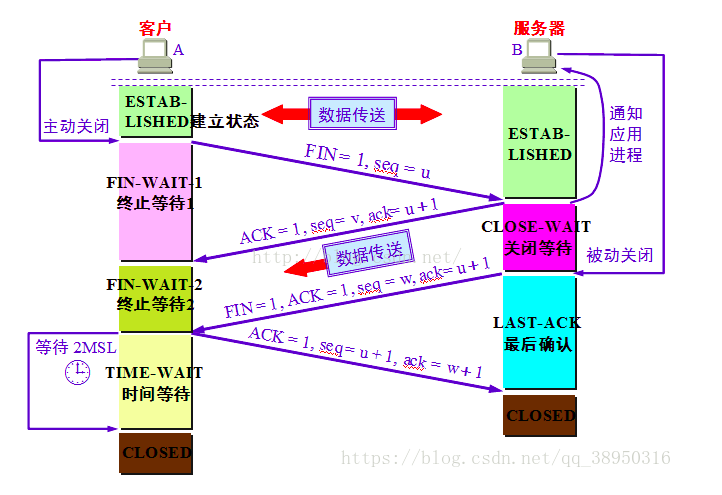 客户
服务器
A
B
ESTAB-
LISHED建立状态
数据传送
主动关闭
通知
应用
进程
ESTAB-
LISHED
FIN = 1, seq = u
FIN-WAIT-1
终止等待1
ACK = 1, seq= v, ack= u+1
CLOSE-WAIT
关闭等待
数据传送
被动关闭
FIN-WAIT-2
终止等待2
FIN=1, ACK = 1, seq = w, ack= u+1
LAST-ACK
最后确认
ACK = 1, seq= u+1, ack = w+1
等待 2MSL
TIME-WAIT
时间等待
CLOSED
CLOSED
https://blog.csdn.net/qq_38950316